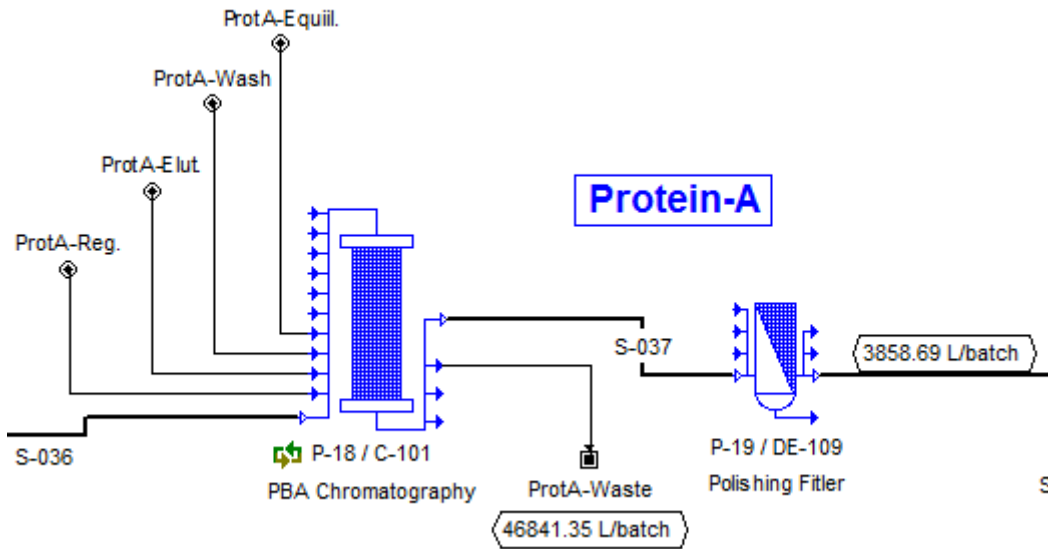 ProtA-Equiil.
ProtA-Wash
ProtA-Elut.
ProtA-Reg.
Protein-A
S-037
3858.69 L/batch
S-036
P-18 / C-101
PBA Chromatography
ProtA-Waste
46841.35 L/batch
P-19 / DE-109
Polishing Fitler
S